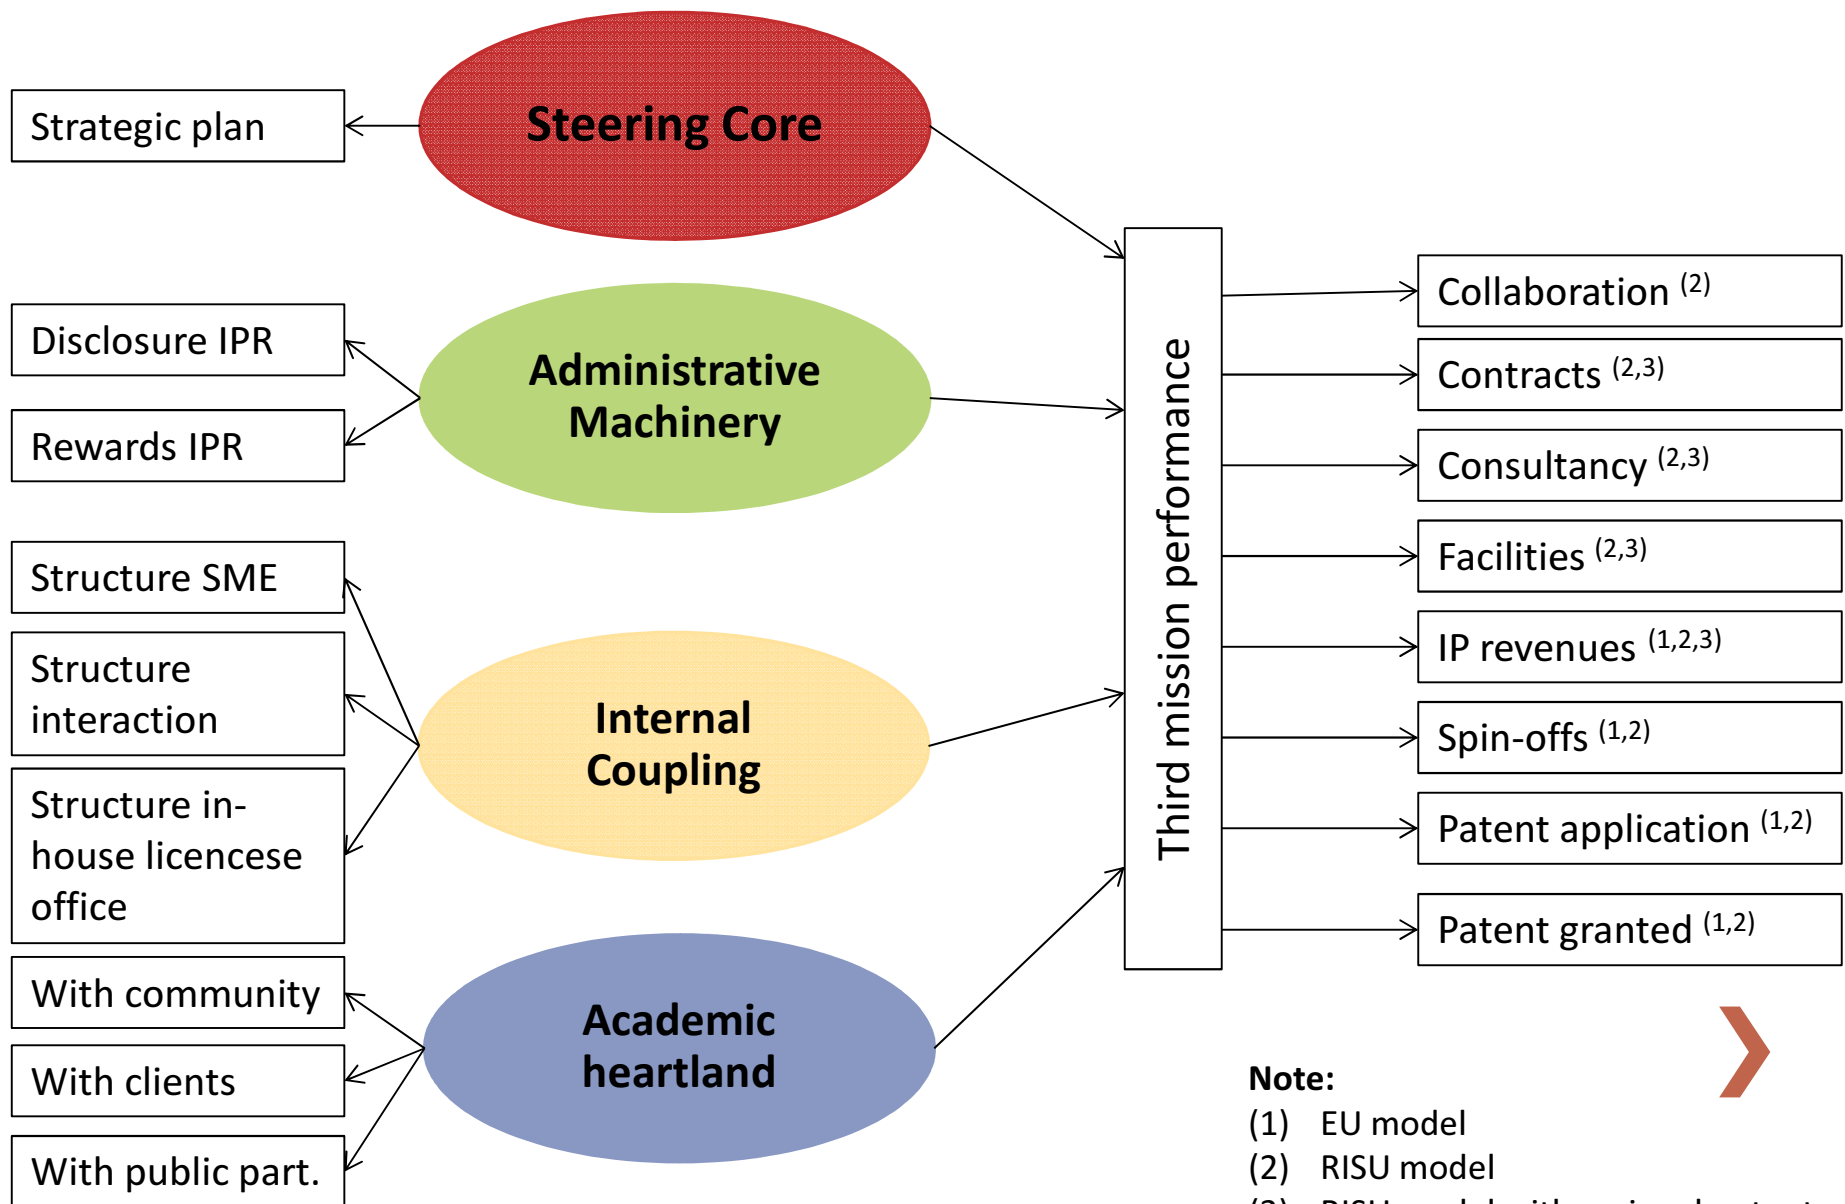 Strategic plan
Steering Core
Disclosure IPR
Rewards IPR
Administrative
Machinery
Structure SME
Structure
interaction
Structure in-
house licencese
office
Internal
Coupling
With community
With clients
With public part.
Academic
heartland
Third mission performance
Collaboration (2)
Contracts (2,3)
Consultancy (2,3)
Facilities (2,3)
IP revenues (1,2,3)
Spin-offs (1,2)
Patent application (1,2)
Patent granted (1,2)
Note:
(1) EU model
(2) RISU model